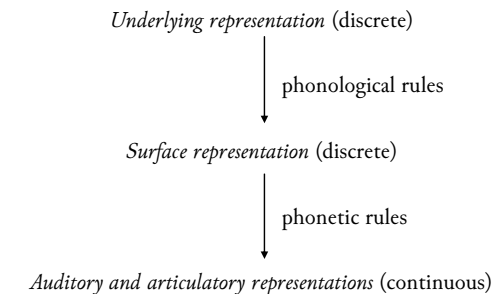 Underlying representation (discrete)
phonological rules
Surface representation (discrete)
phonetic rules
Auditory and articulatory representations (continuous)